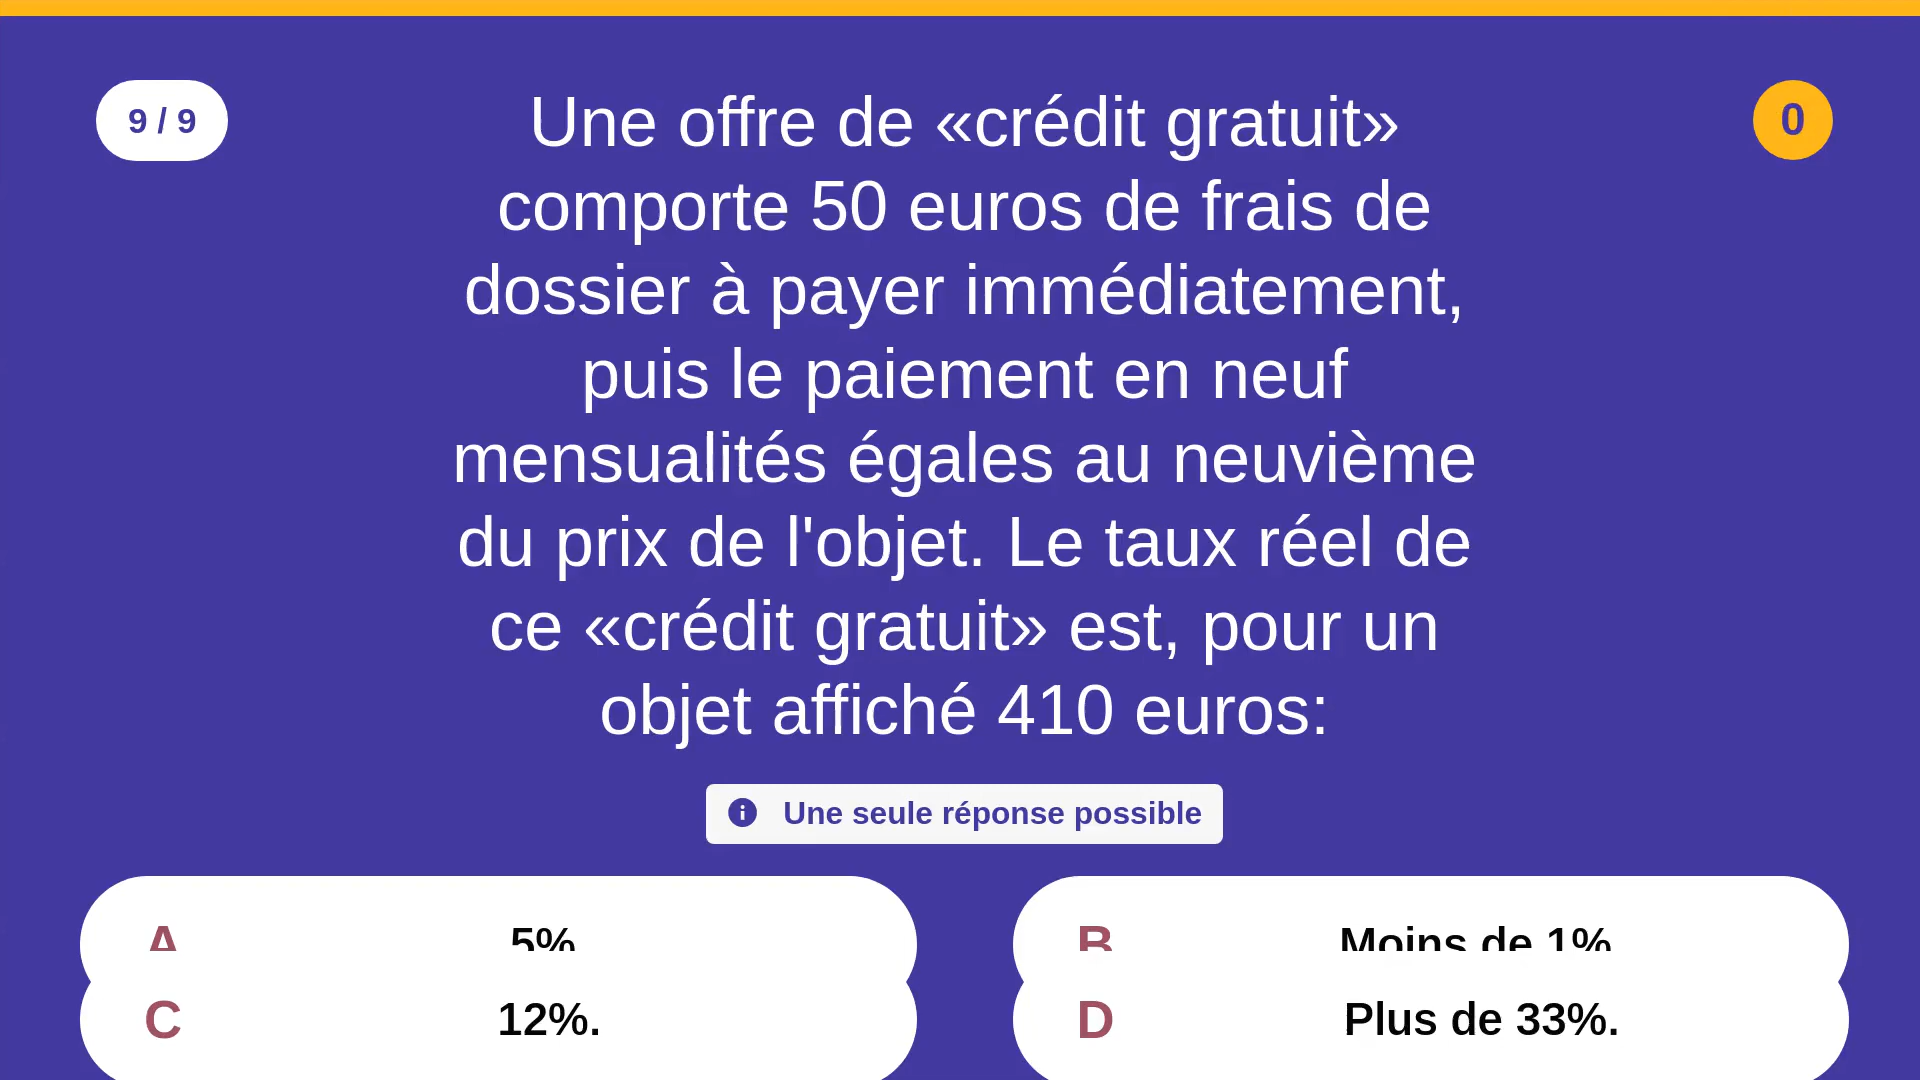 9 / 9
0
Une offre de «crédit gratuit»
comporte 50 euros de frais de
dossier à payer immédiatement,
puis le paiement en neuf
mensualités égales au neuvième
du prix de l'objet. Le taux réel de
ce «crédit gratuit» est, pour un
objet affiché 410 euros:
Une seule réponse possible
A 5%
B Moins de 1%
C 12%.
D Plus de 33%.